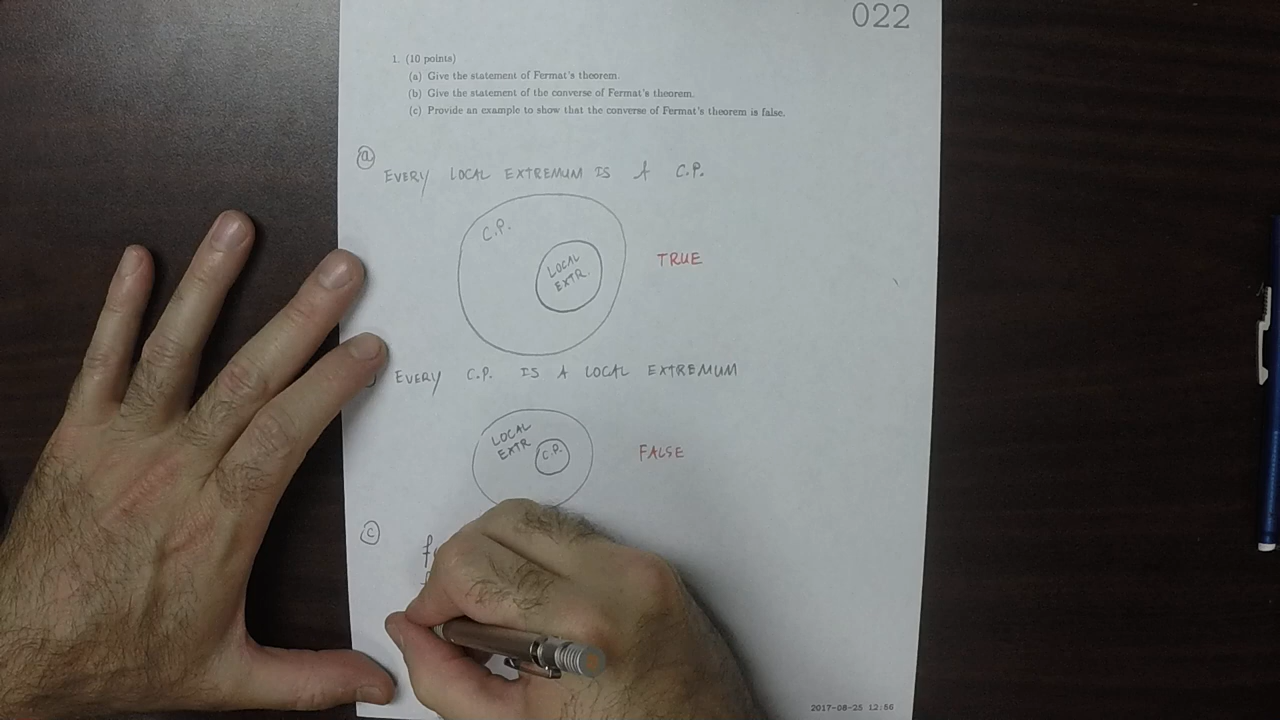 022
1. (10 points)
(a) Give the statement of Fermat's theorem.
(b) Give the statement of the converse of Fermat's theorem.
(c) Provide an example to show that the converse of Fermat's theorem is false.
a
EVERY LOCAL EXTREMUM IS A C.P.
C.P.
LOCAL
EXTR.
TRUE
EVERY C.P. IS A LOCAL EXTREMUM
LOCAL
EXTR
C.P.
FALSE
c
f
2017-08-25 12:56